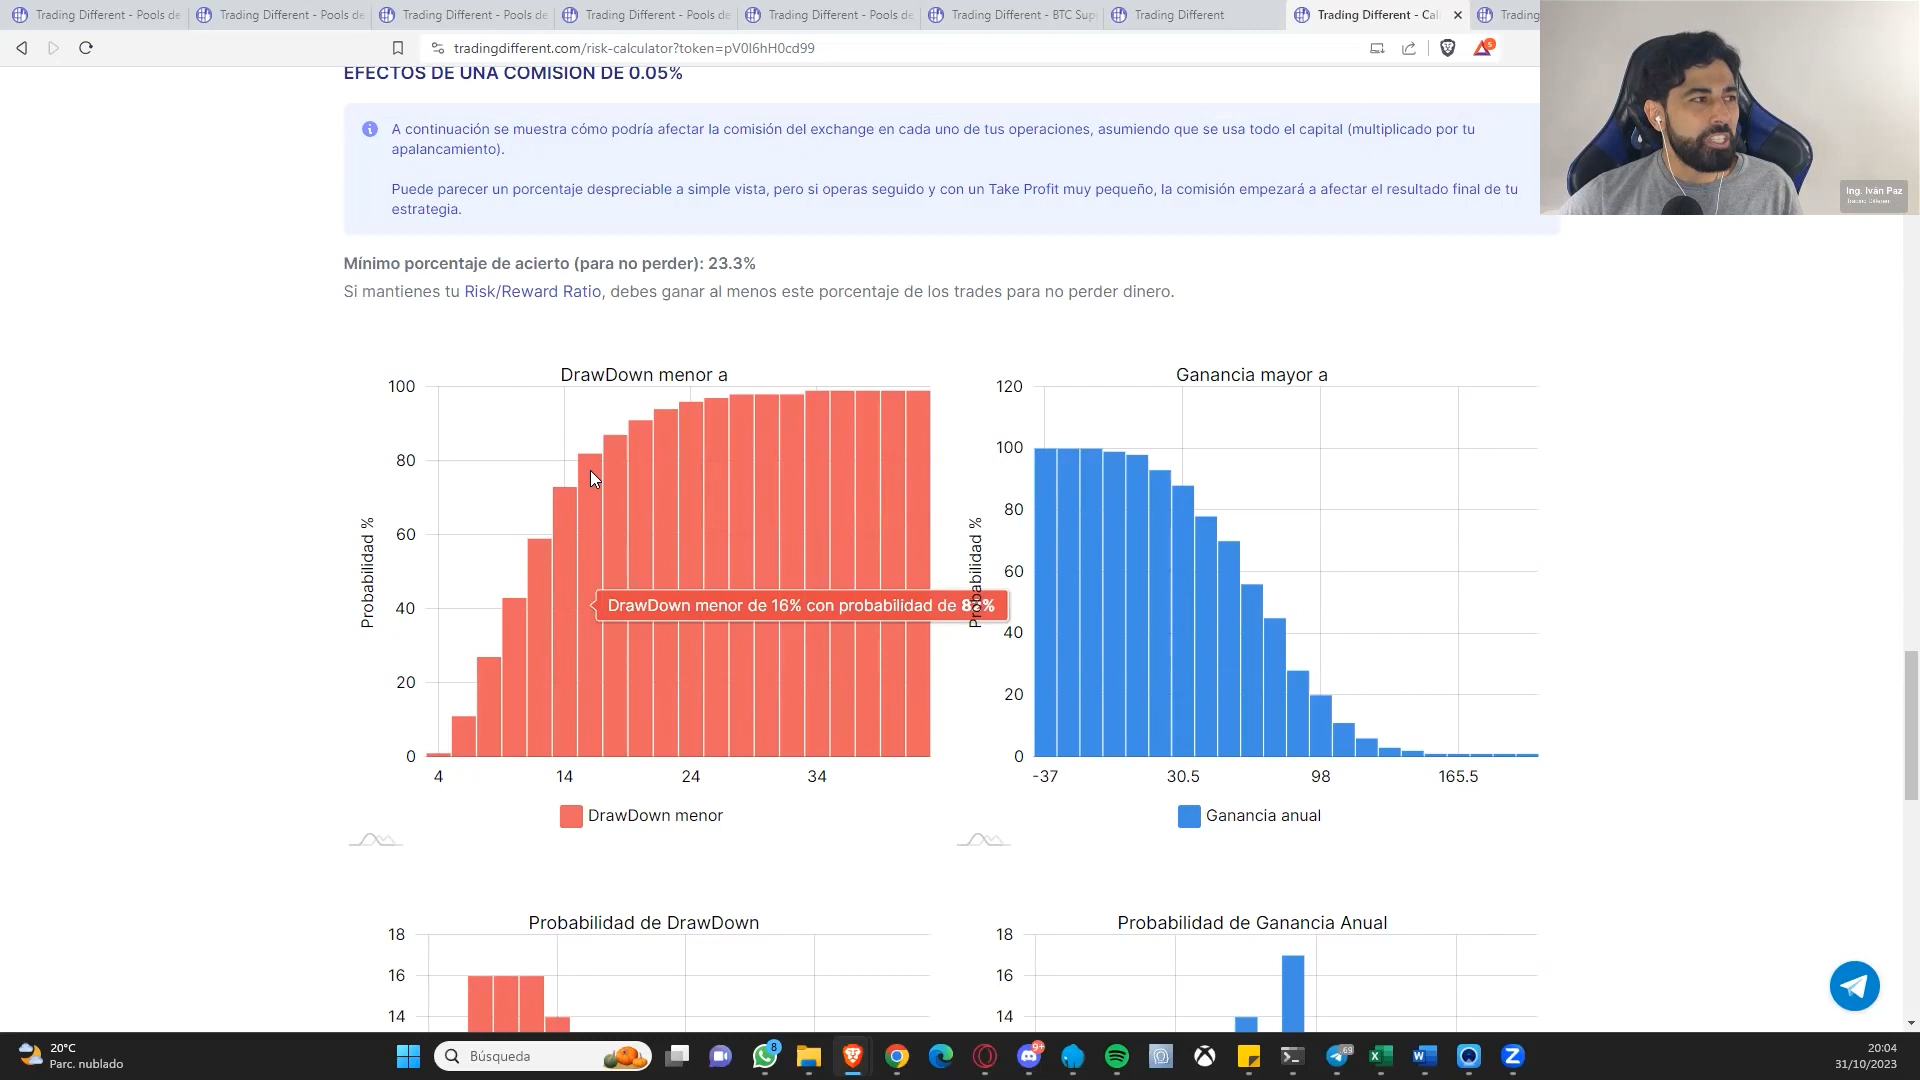 Trading Different - Pools de
Trading Different - Pools de
Trading Different - Pools de
Trading Different - Pools de
Trading Different - Pools de
Trading Different - BTC Sup
Trading Different
Trading Different - Cal
Trading
tradingdifferent.com/risk-calculator?token=pV0I6hH0cd99
5
EFECTOS DE UNA COMISIÓN DE 0.05%
A continuación se muestra cómo podría afectar la comisión del exchange en cada uno de tus operaciones, asumiendo que se usa todo el capital (multiplicado por tu
apalancamiento).
Puede parecer un porcentaje despreciable a simple vista, pero si operas seguido y con un Take Profit muy pequeño, la comisión empezará a afectar el resultado final de tu
estrategia.
Ing. Iván Paz
Trading Different
Mínimo porcentaje de acierto (para no perder): 23.3%
Si mantienes tu Risk/Reward Ratio, debes ganar al menos este porcentaje de los trades para no perder dinero.
DrawDown menor a
100
80
60
40
20
0
Probabilidad %
4
14
24
34
DrawDown menor de 16% con probabilidad de 82%
DrawDown menor
Ganancia mayor a
120
100
80
60
40
20
0
Probabilidad %
-37
30.5
98
165.5
Ganancia anual
Probabilidad de DrawDown
18
16
14
Probabilidad de Ganancia Anual
18
16
14
20°C
Parc. nublado
Búsqueda
8
9+
69
20:04
31/10/2023